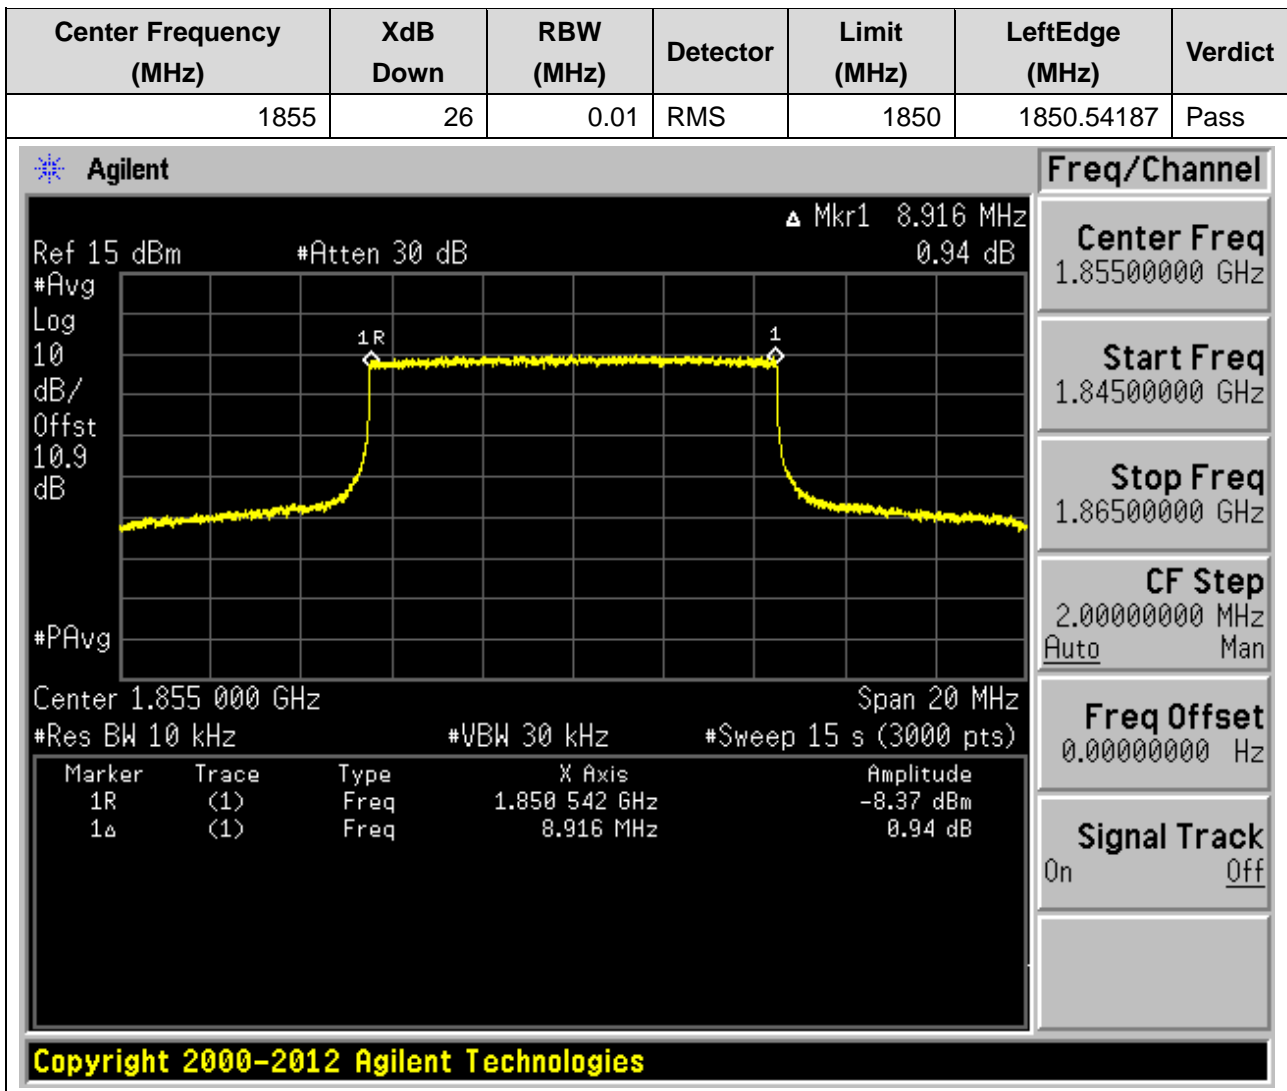 Center Frequency (MHz) XdB Down RBW (MHz) Detector Limit (MHz) LeftEdge (MHz) Verdict
1855 26 0.01 RMS 1850 1850.54187 Pass
Agilent
Freq/Channel
▵ Mkr1 8.916 MHz
Ref 15 dBm #Atten 30 dB 0.94 dB
#Avg
Log
10
dB/
Offst
10.9
dB
1R
1
#PAvg
Center 1.855 000 GHz Span 20 MHz
#Res BW 10 kHz #VBW 30 kHz #Sweep 15 s (3000 pts)
Marker Trace Type X Axis Amplitude
1R (1) Freq 1.850 542 GHz -8.37 dBm
1▵ (1) Freq 8.916 MHz 0.94 dB
Center Freq
1.85500000 GHz
Start Freq
1.84500000 GHz
Stop Freq
1.86500000 GHz
CF Step
2.00000000 MHz
Auto Man
Freq Offset
0.00000000 Hz
Signal Track
On Off
Copyright 2000-2012 Agilent Technologies